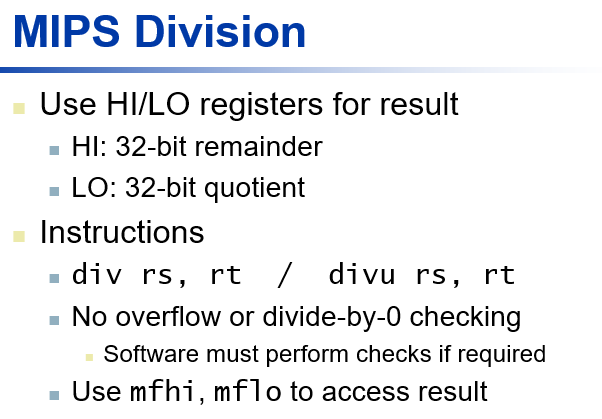 MIPS Division
Use HI/LO registers for result
HI: 32-bit remainder
LO: 32-bit quotient
Instructions
div rs, rt / divu rs, rt
No overflow or divide-by-0 checking
Software must perform checks if required
Use mfhi, mflo to access result